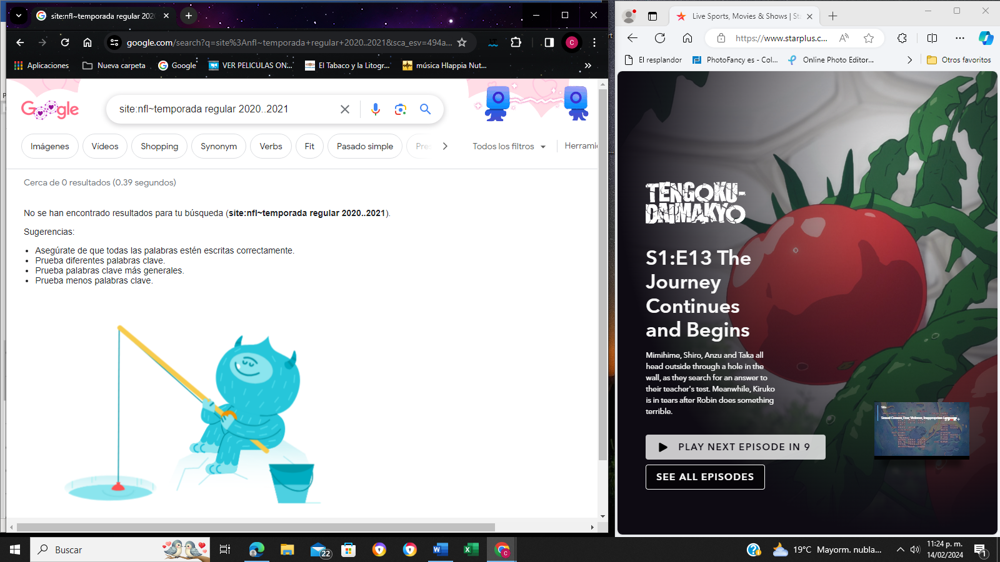 site:nfl~temporada regular 202
google.com/search?q=site%3Anfl~temporada+regular+2020..2021&sca_esv=494a...
C
Aplicaciones
Nueva carpeta
Google
VER PELICULAS ON...
El Tabaco y la Litogr...
música Hlappia Nut...
»
Google
site:nfl~temporada regular 2020..2021
Imágenes
Vídeos
Shopping
Synonym
Verbs
Fit
Pasado simple
Pres
Todos los filtros
Herrami
Cerca de 0 resultados (0.39 segundos)
No se han encontrado resultados para tu búsqueda (site:nfl~temporada regular 2020..2021).
Sugerencias:
• Asegúrate de que todas las palabras estén escritas correctamente.
• Prueba diferentes palabras clave.
• Prueba palabras clave más generales.
• Prueba menos palabras clave.
Live Sports, Movies & Shows | Sta
https://www.starplus.c...
El resplandor
PhotoFancy es - Col...
Online Photo Editor...
Otros favoritos
TENGOKU-
DAIMAKYO
S1:E13 The
Journey
Continues
and Begins
Mimihime, Shiro, Anzu and Taka all
head outside through a hole in the
wall, as they search for an answer to
their teacher's test. Meanwhile, Kiruko
is in tears after Robin does something
terrible.
PLAY NEXT EPISODE IN 9
SEE ALL EPISODES
Buscar
22
19°C Mayorm. nubla...
11:24 p. m.
14/02/2024
1